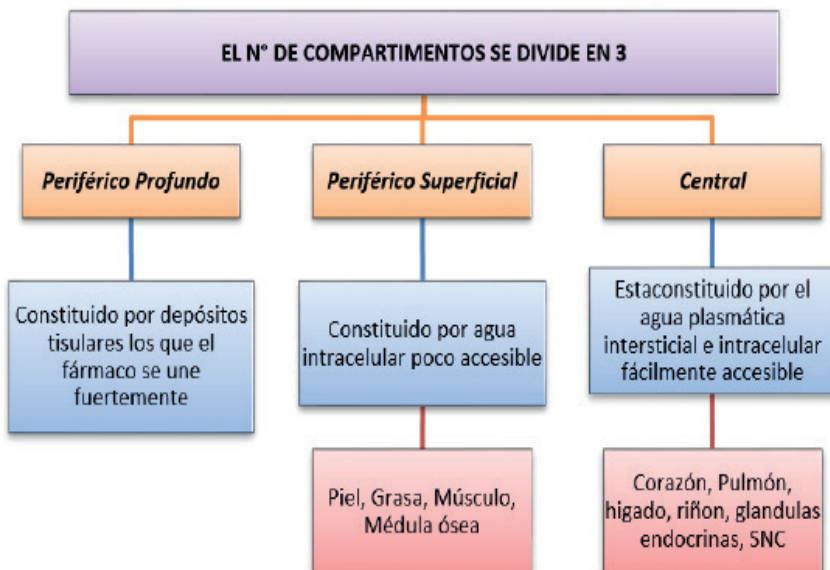 EL N° DE COMPARTIMENTOS SE DIVIDE EN 3
Periférico Profundo
Periférico Superficial
Central
Constituido por depósitos
tisulares los que el
fármaco se une
fuertemente
Constituido por agua
intracelular poco accesible
Estaconstituido por el
agua plasmática
intersticial e intracelular
fácilmente accesible
Piel, Grasa, Músculo,
Médula ósea
Corazón, Pulmón,
higado, riñon, glandulas
endocrinas, SNC